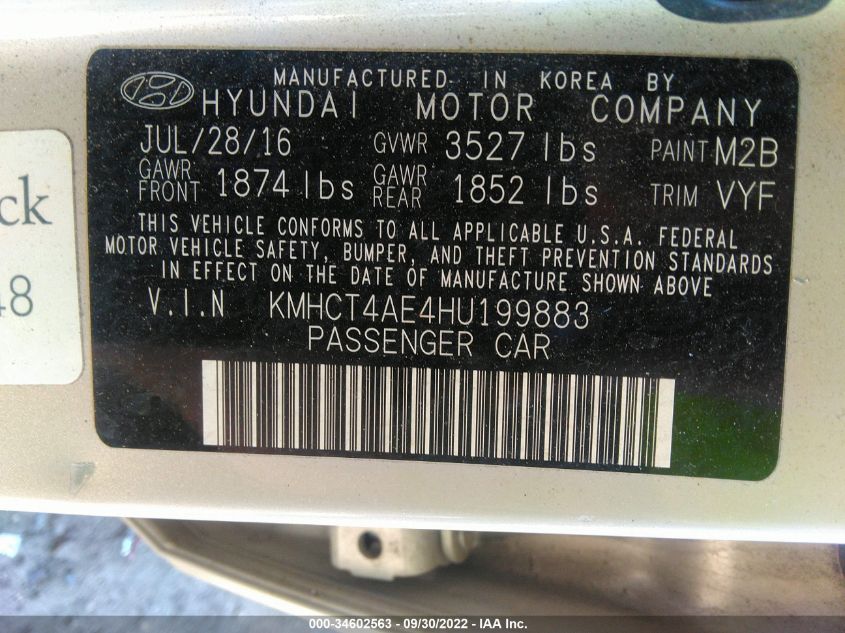 MANUFACTURED IN KOREA BY
HYUNDAI MOTOR COMPANY
JUL/28/16 GVWR 3527 lbs PAINT M2B
GAWR FRONT 1874 lbs GAWR REAR 1852 lbs TRIM VYF
THIS VEHICLE CONFORMS TO ALL APPLICABLE U.S.A. FEDERAL
MOTOR VEHICLE SAFETY, BUMPER, AND THEFT PREVENTION STANDARDS
IN EFFECT ON THE DATE OF MANUFACTURE SHOWN ABOVE
V.I.N KMHCT4AE4HU199883
PASSENGER CAR
ck
48
000-34602563 - 09/30/2022 - IAA Inc.